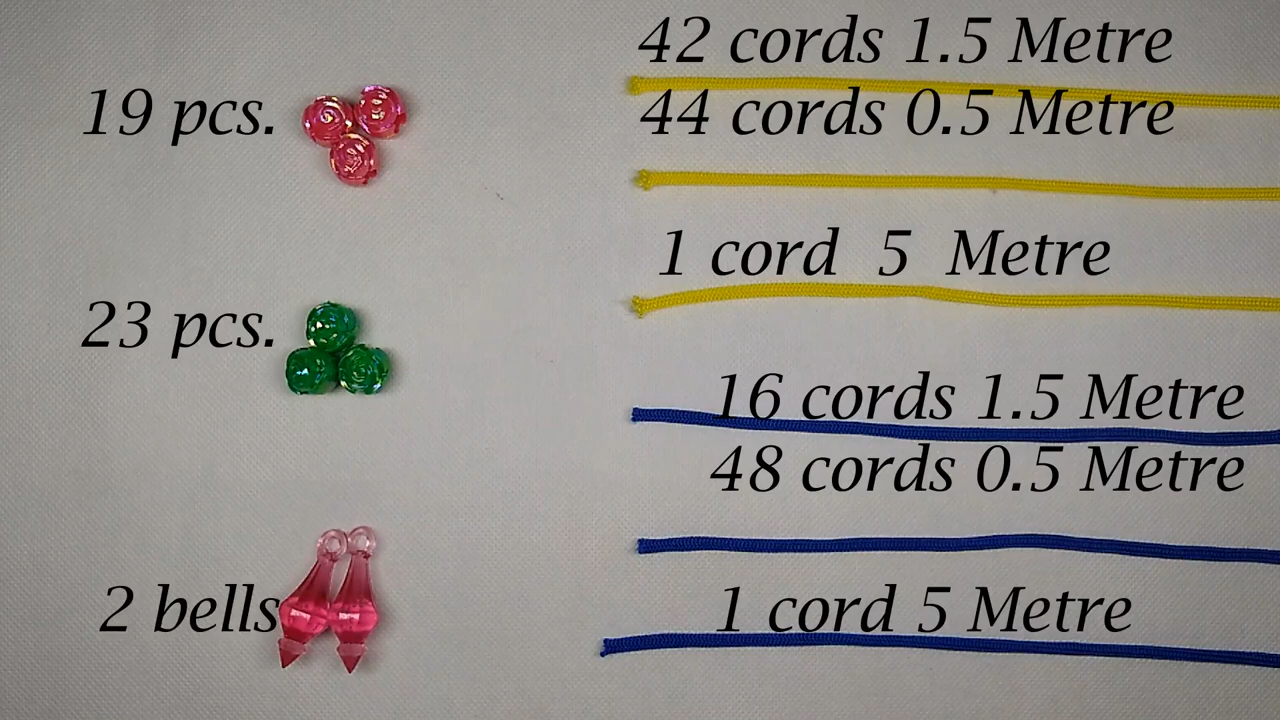 19 pcs.
23 pcs.
2 bells
42 cords 1.5 Metre
44 cords 0.5 Metre
1 cord 5 Metre
16 cords 1.5 Metre
48 cords 0.5 Metre
1 cord 5 Metre